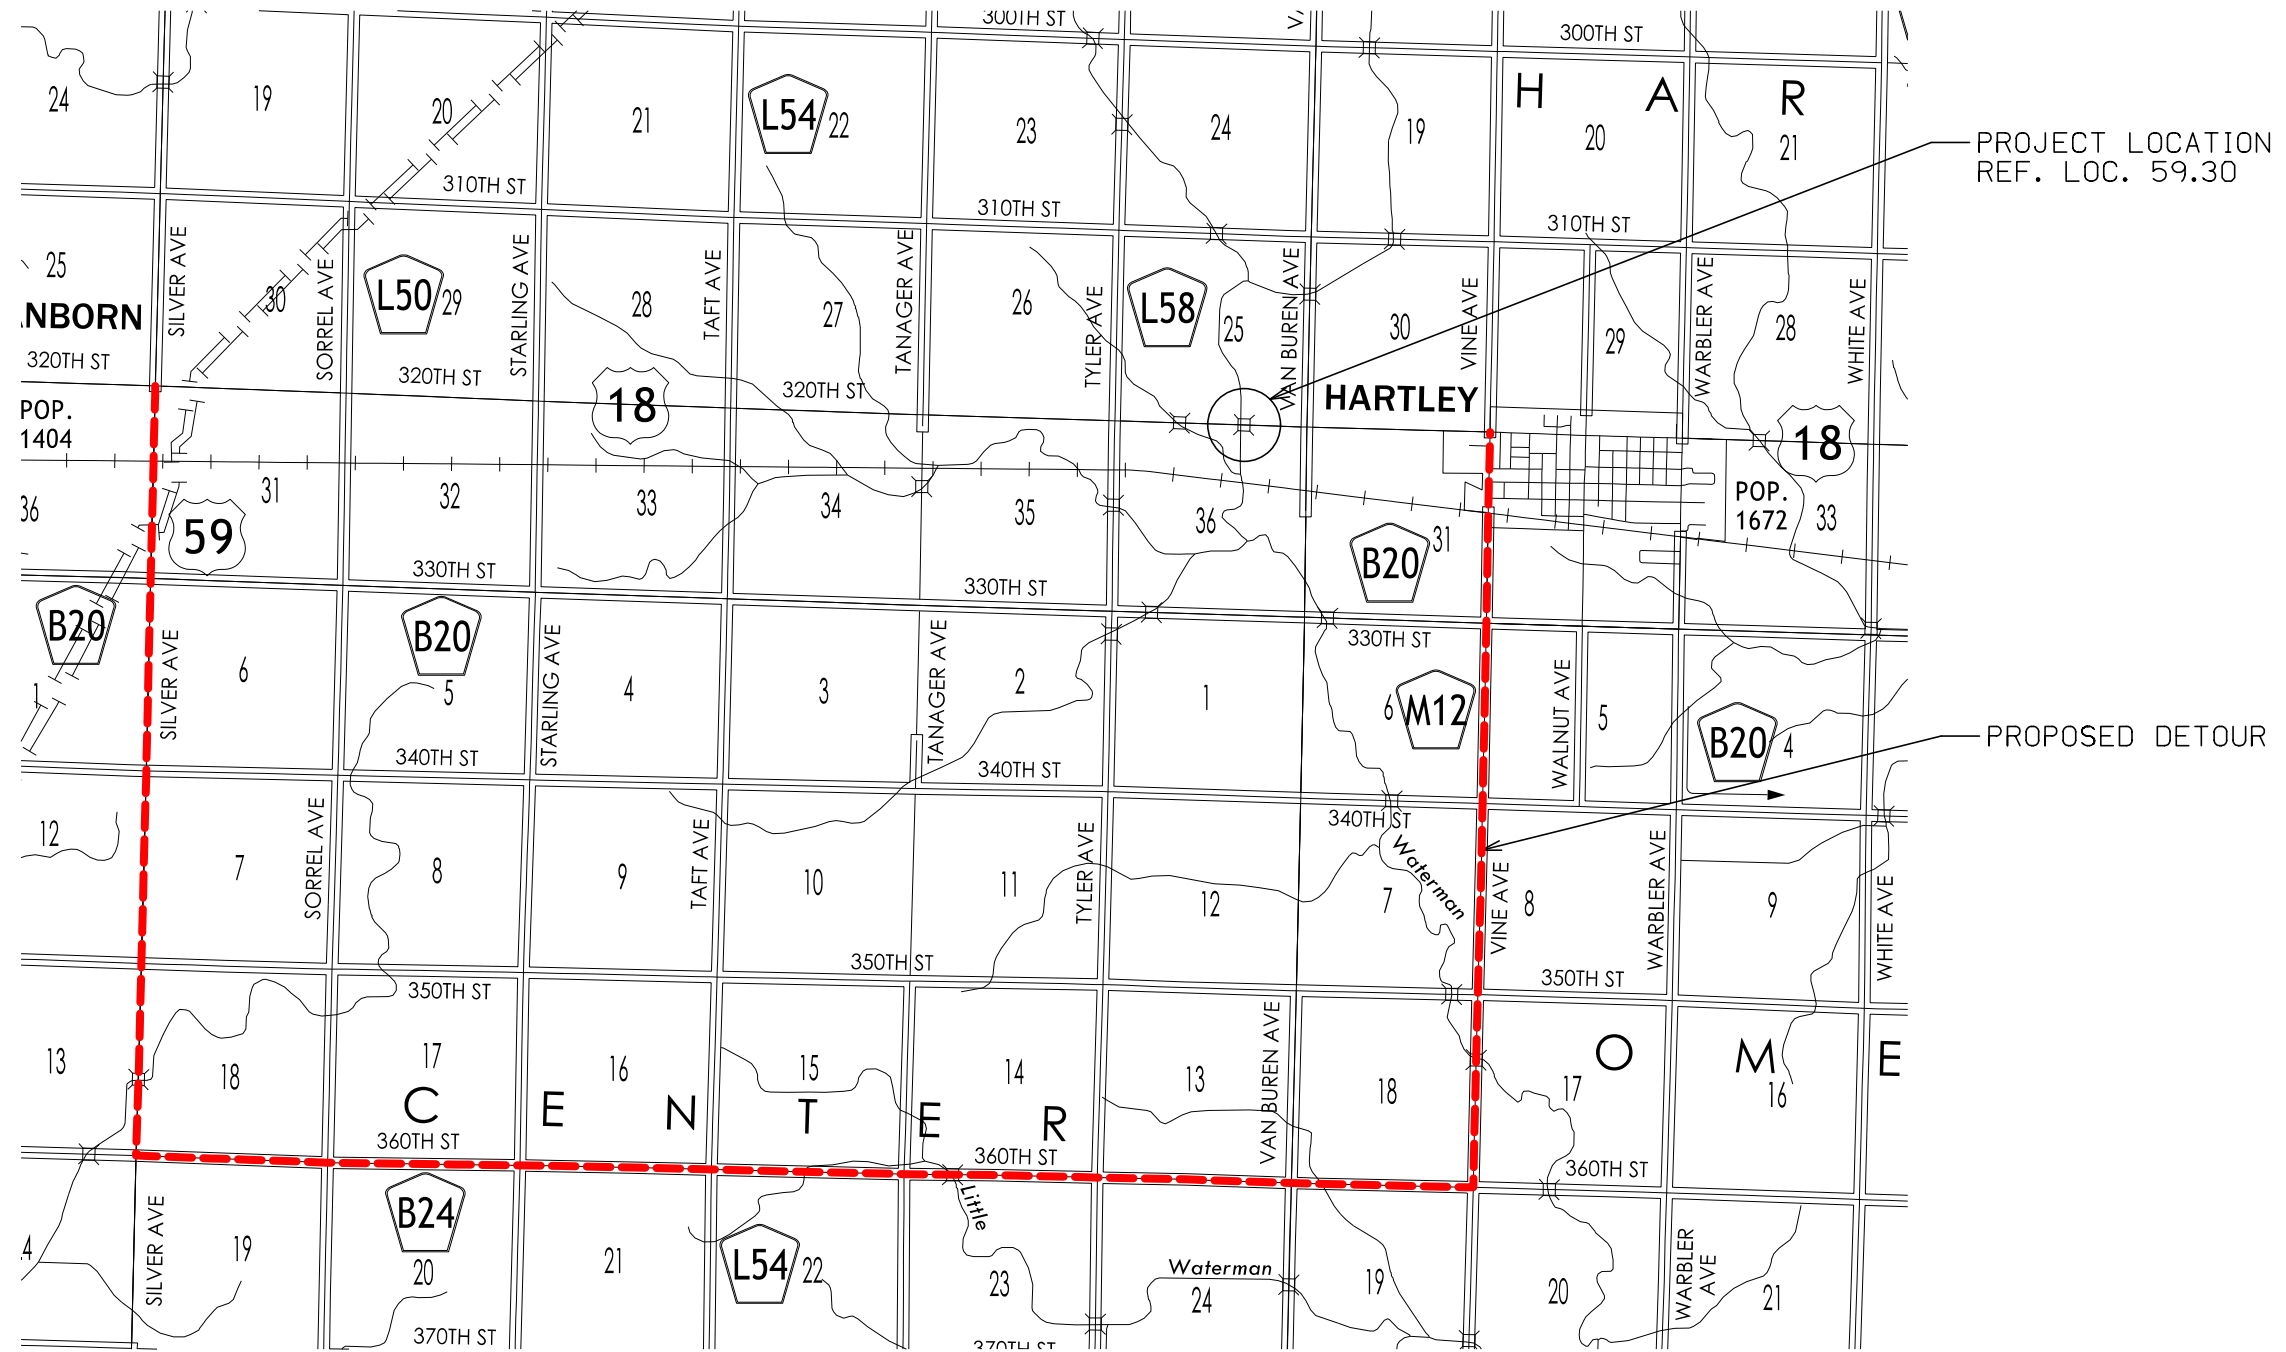 300TH ST
300TH ST
24
19
20
21
L54
22
23
24
19
H A R
20
21
PROJECT LOCATION
REF. LOC. 59.30
310TH ST
310TH ST
310TH ST
25
SILVER AVE
30
SORREL AVE
L50
29
STARLING AVE
28
TAFT AVE
27
TANAGER AVE
26
TYLER AVE
L58
25
VAN BUREN AVE
30
VINE AVE
29
WARBLER AVE
28
WHITE AVE
NBORN
320TH ST
320TH ST
320TH ST
18
HARTLEY
18
POP.
1404
POP.
1672
36
31
32
33
34
35
36
31
33
59
B20
330TH ST
330TH ST
330TH ST
B20
B20
1
SILVER AVE
6
5
STARLING AVE
4
3
TANAGER AVE
2
1
6
M12
WALNUT AVE
5
B20
4
PROPOSED DETOUR
340TH ST
340TH ST
340TH ST
12
7
SORREL AVE
8
9
TAFT AVE
10
11
TYLER AVE
12
7
Waterman
VINE AVE
8
WARBLER AVE
9
WHITE AVE
350TH ST
350TH ST
350TH ST
13
18
17
16
15
14
13
VAN BUREN AVE
18
17
16
O M E
C E N T E R
360TH ST
360TH ST
360TH ST
SILVER AVE
19
B24
20
21
L54
22
Little
23
Waterman
24
19
20
WARBLER
AVE
21
4
370TH ST
370TH ST